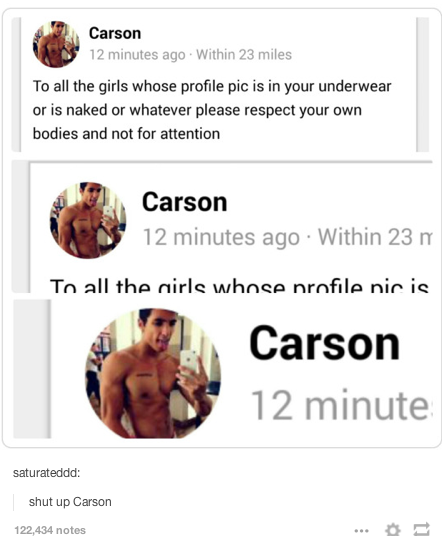 Carson
12 minutes ago · Within 23 miles
To all the girls whose profile pic is in your underwear
or is naked or whatever please respect your own
bodies and not for attention
Carson
12 minutes ago · Within 23 m
To all the girls whose profile pic is
Carson
12 minute
saturateddd:
shut up Carson
122,434 notes